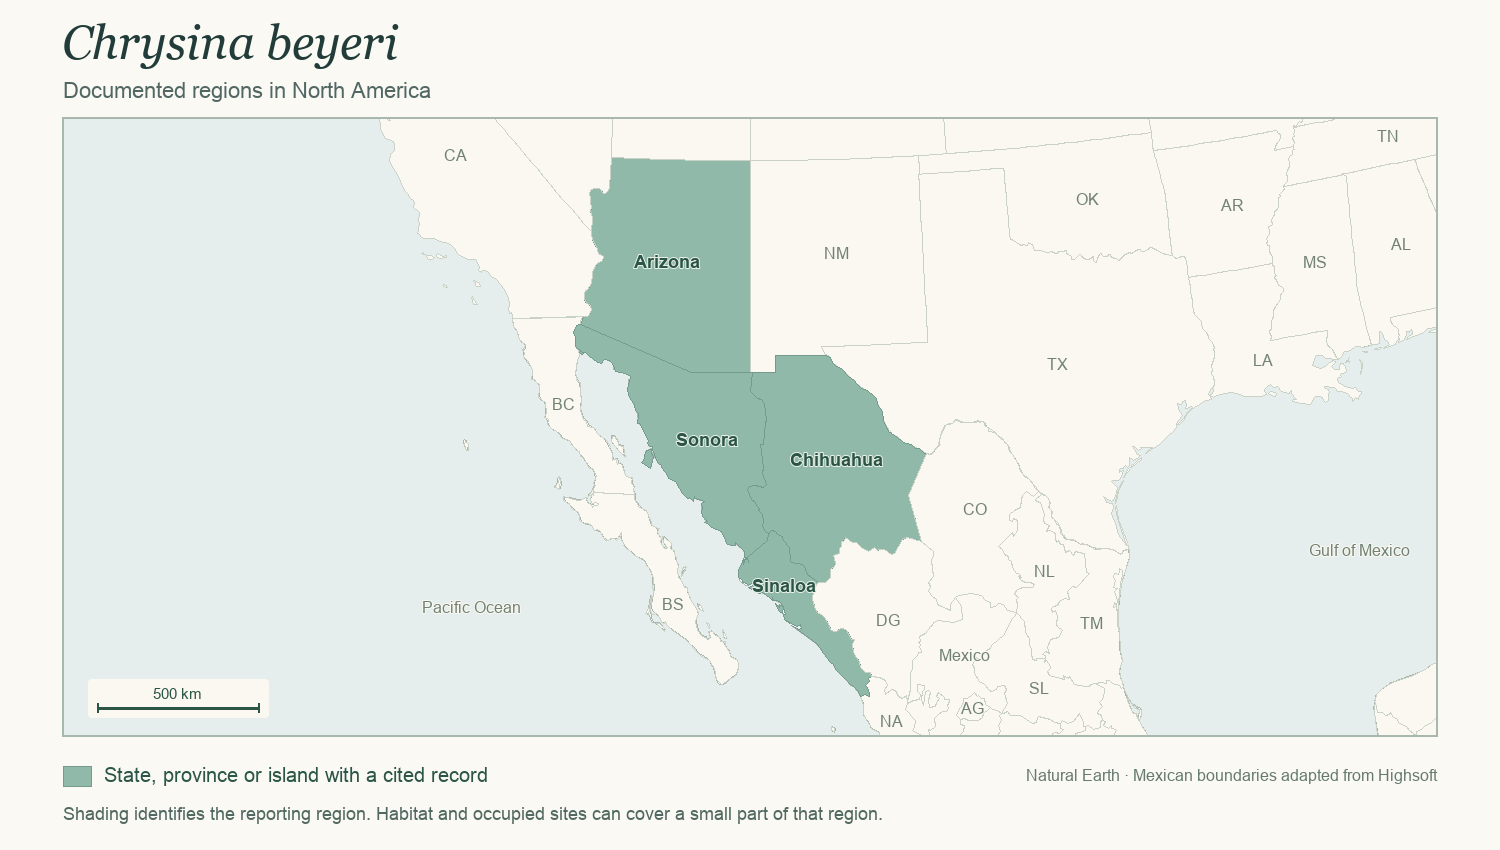 Chrysina beyeri
Documented regions in North America
CA
TN
OK
AR
Arizona
NM
MS
AL
TX
LA
BC
Sonora
Chihuahua
CO
Gulf of Mexico
NL
Sinaloa
Pacific Ocean
BS
DG
TM
Mexico
SL
500 km
AG
NA
State, province or island with a cited record
Natural Earth · Mexican boundaries adapted from Highsoft
Shading identifies the reporting region. Habitat and occupied sites can cover a small part of that region.